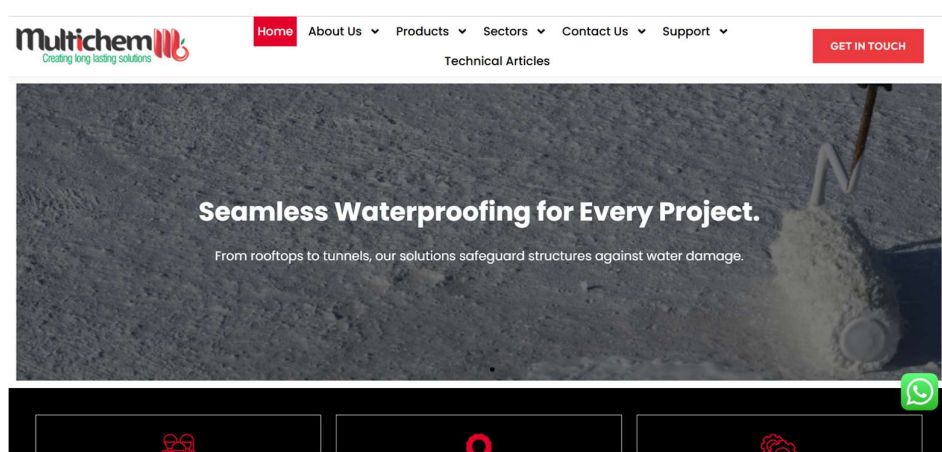 Multichem
Creating long lasting solutions
Home About Us Products Sectors Contact Us Support
Technical Articles
GET IN TOUCH
Seamless Waterproofing for Every Project.
From rooftops to tunnels, our solutions safeguard structures against water damage.